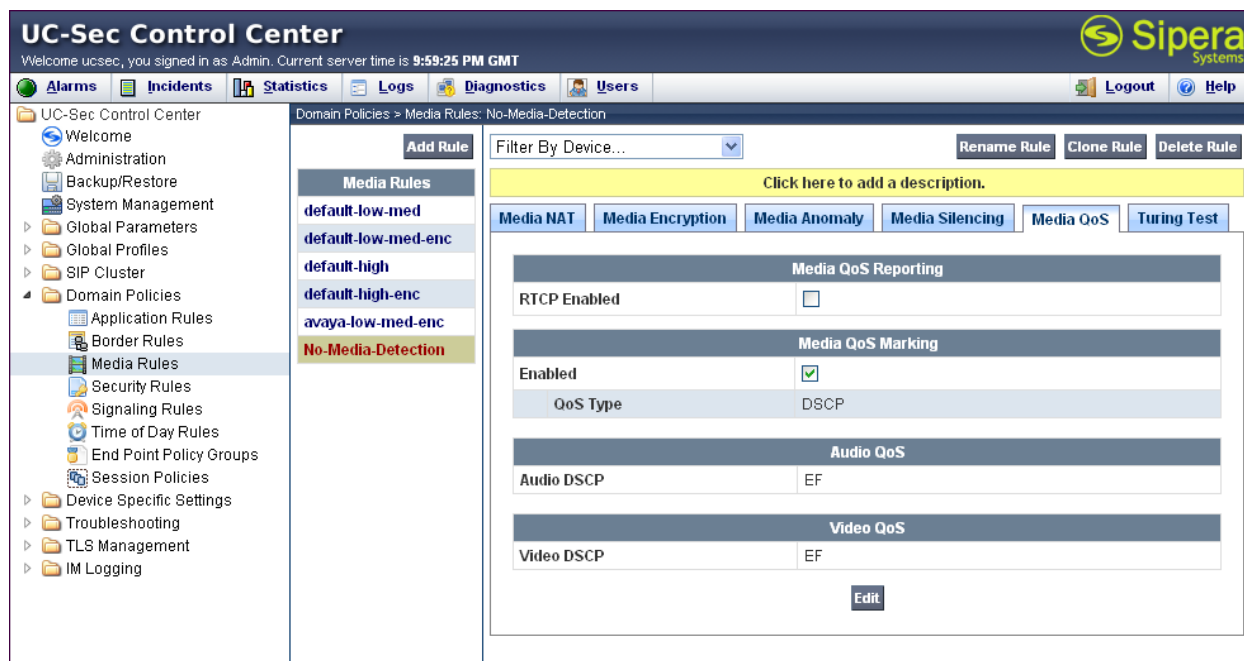 UC-Sec Control Center
Welcome ucsec, you signed in as Admin. Current server time is 9:59:25 PM GMT
Sipera
Systems
Alarms Incidents Statistics Logs Diagnostics Users Logout Help
UC-Sec Control Center
Welcome
Administration
Backup/Restore
System Management
Global Parameters
Global Profiles
SIP Cluster
Domain Policies
Application Rules
Border Rules
Media Rules
Security Rules
Signaling Rules
Time of Day Rules
End Point Policy Groups
Session Policies
Device Specific Settings
Troubleshooting
TLS Management
IM Logging
Domain Policies > Media Rules: No-Media-Detection
Add Rule
Media Rules
default-low-med
default-low-med-enc
default-high
default-high-enc
avaya-low-med-enc
No-Media-Detection
Filter By Device...
Rename Rule Clone Rule Delete Rule
Click here to add a description.
Media NAT Media Encryption Media Anomaly Media Silencing Media QoS Turing Test
Media QoS Reporting
RTCP Enabled
Media QoS Marking
Enabled
QoS Type DSCP
Audio QoS
Audio DSCP EF
Video QoS
Video DSCP EF
Edit